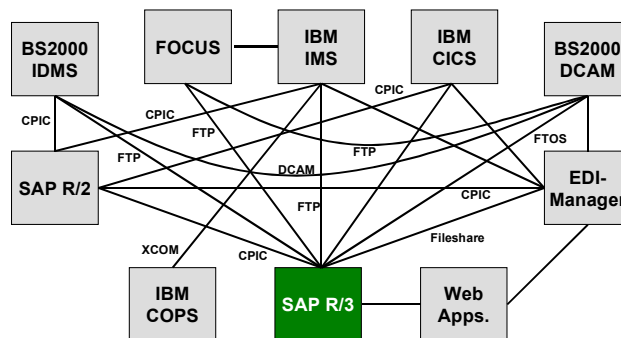 BS2000
IDMS
FOCUS
IBM
IMS
IBM
CICS
BS2000
DCAM
CPIC
CPIC
CPIC
FTP
FTOS
FTP
FTP
DCAM
SAP R/2
EDI-
Manager
FTP
CPIC
Fileshare
XCOM
CPIC
IBM
COPS
SAP R/3
Web
Apps.